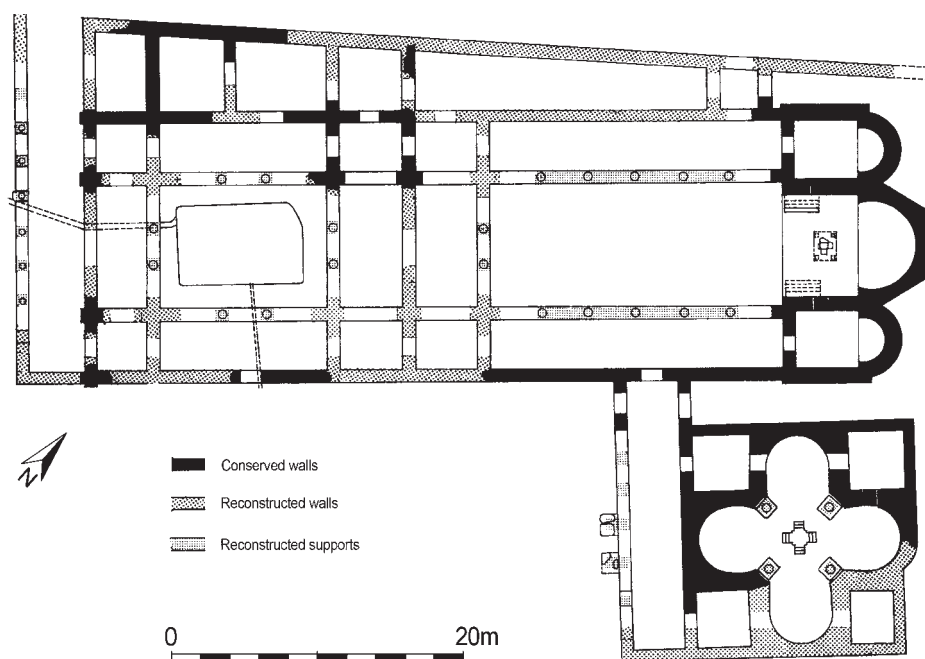 N
Conserved walls
Reconstructed walls
Reconstructed supports
0 20m